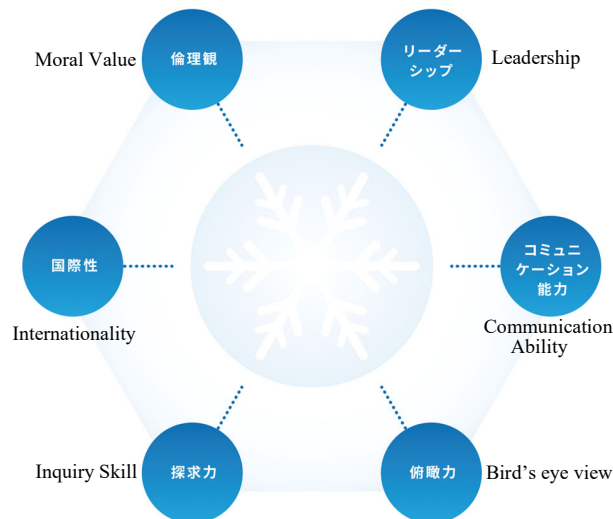 Moral Value
倫理観
リーダー
シップ
Leadership
国際性
Internationality
コミュニ
ケーション
能力
Communication
Ability
Inquiry Skill
探求力
俯瞰力
Bird's eye view